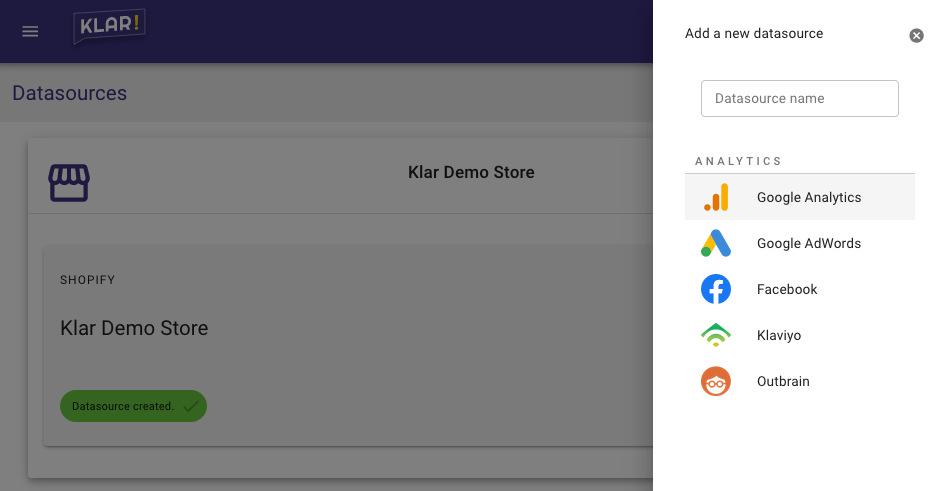 KLAR!
Datasources
Klar Demo Store
SHOPIFY
Klar Demo Store
Datasource created.
Add a new datasource
Datasource name
ANALYTICS
Google Analytics
Google AdWords
Facebook
Klaviyo
Outbrain